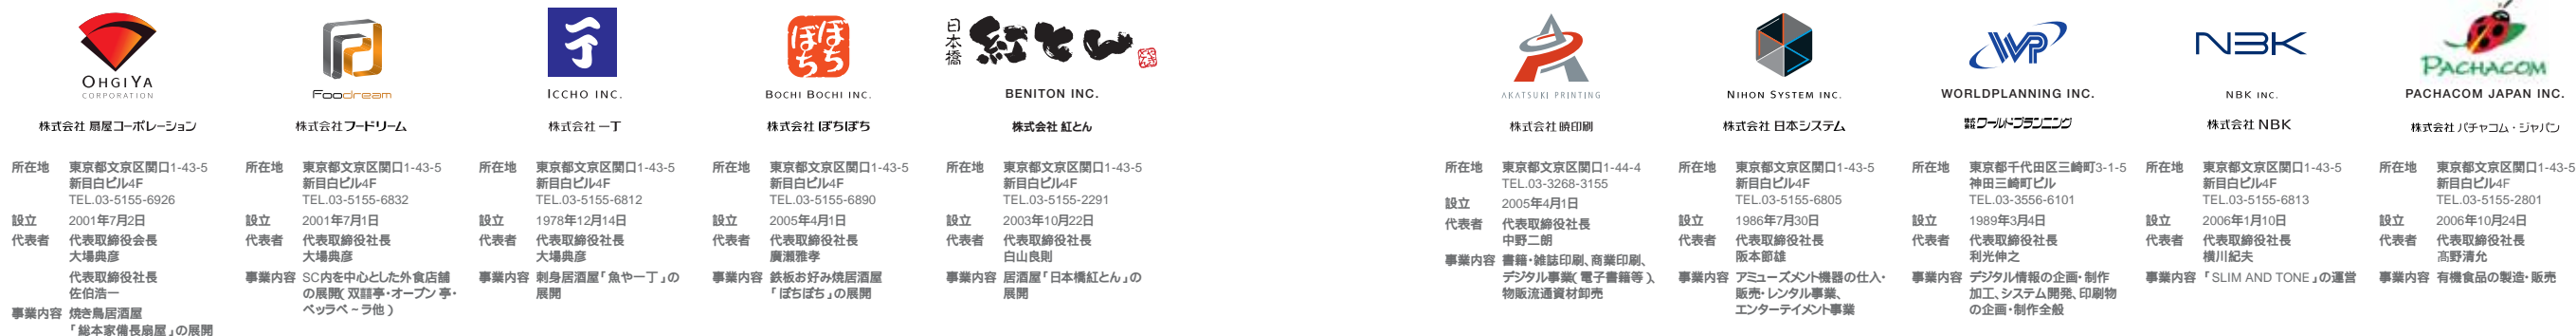 OHGIYA
CORPORATION
株式会社 扇屋コーポレーション
所在地 東京都文京区関口1-43-5
新目白ビル4F
TEL.03-5155-6926
設立 2001年7月2日
代表者 代表取締役会長
大場典彦
代表取締役社長
佐伯浩一
事業内容 焼き鳥居酒屋
「総本家備長扇屋」の展開
Foodream
株式会社 フードリーム
所在地 東京都文京区関口1-43-5
新目白ビル4F
TEL.03-5155-6832
設立 2001年7月1日
代表者 代表取締役社長
大場典彦
事業内容 SC内を中心とした外食店舗
の展開(双喆亭・オープン亭・
ペッラベーラ他)
一丁
ICCHO INC.
株式会社 一丁
所在地 東京都文京区関口1-43-5
新目白ビル4F
TEL.03-5155-6812
設立 1978年12月14日
代表者 代表取締役社長
大場典彦
事業内容 刺身居酒屋「魚や一丁」の
展開
ぼちぼち
BOCHI BOCHI INC.
株式会社 ぼちぼち
所在地 東京都文京区関口1-43-5
新目白ビル4F
TEL.03-5155-6890
設立 2005年4月1日
代表者 代表取締役社長
廣瀬雅孝
事業内容 鉄板お好み焼居酒屋
「ぼちぼち」の展開
日本橋
紅とん
BENITON INC.
株式会社 紅とん
所在地 東京都文京区関口1-43-5
新目白ビル4F
TEL.03-5155-2291
設立 2003年10月22日
代表者 代表取締役社長
白山良則
事業内容 居酒屋「日本橋紅とん」の
展開
AKATSUKI PRINTING
株式会社 暁印刷
所在地 東京都文京区関口1-44-4
TEL.03-3268-3155
設立 2005年4月1日
代表者 代表取締役社長
中野二朗
事業内容 書籍・雑誌印刷、商業印刷、
デジタル事業(電子書籍等)、
物販流通資材卸売
NIHON SYSTEM INC.
株式会社 日本システム
所在地 東京都文京区関口1-43-5
新目白ビル4F
TEL.03-5155-6805
設立 1986年7月30日
代表者 代表取締役社長
阪本節雄
事業内容 アミューズメント機器の仕入・
販売・レンタル事業、
エンターテイメント事業
WP
WORLDPLANNING INC.
株式会社ワールドプランニング
所在地 東京都千代田区三崎町3-1-5
神田三崎町ビル
TEL.03-3556-6101
設立 1989年3月4日
代表者 代表取締役社長
利光伸之
事業内容 デジタル情報の企画・制作
加工、システム開発、印刷物
の企画・制作全般
NBK
NBK INC.
株式会社 NBK
所在地 東京都文京区関口1-43-5
新目白ビル4F
TEL.03-5155-6813
設立 2006年1月10日
代表者 代表取締役社長
横川紀夫
事業内容 「SLIM AND TONE」の運営
PACHACOM
PACHACOM JAPAN INC.
株式会社 パチャコム・ジャパン
所在地 東京都文京区関口1-43-5
新目白ビル4F
TEL.03-5155-2801
設立 2006年10月24日
代表者 代表取締役社長
髙野清允
事業内容 有機食品の製造・販売